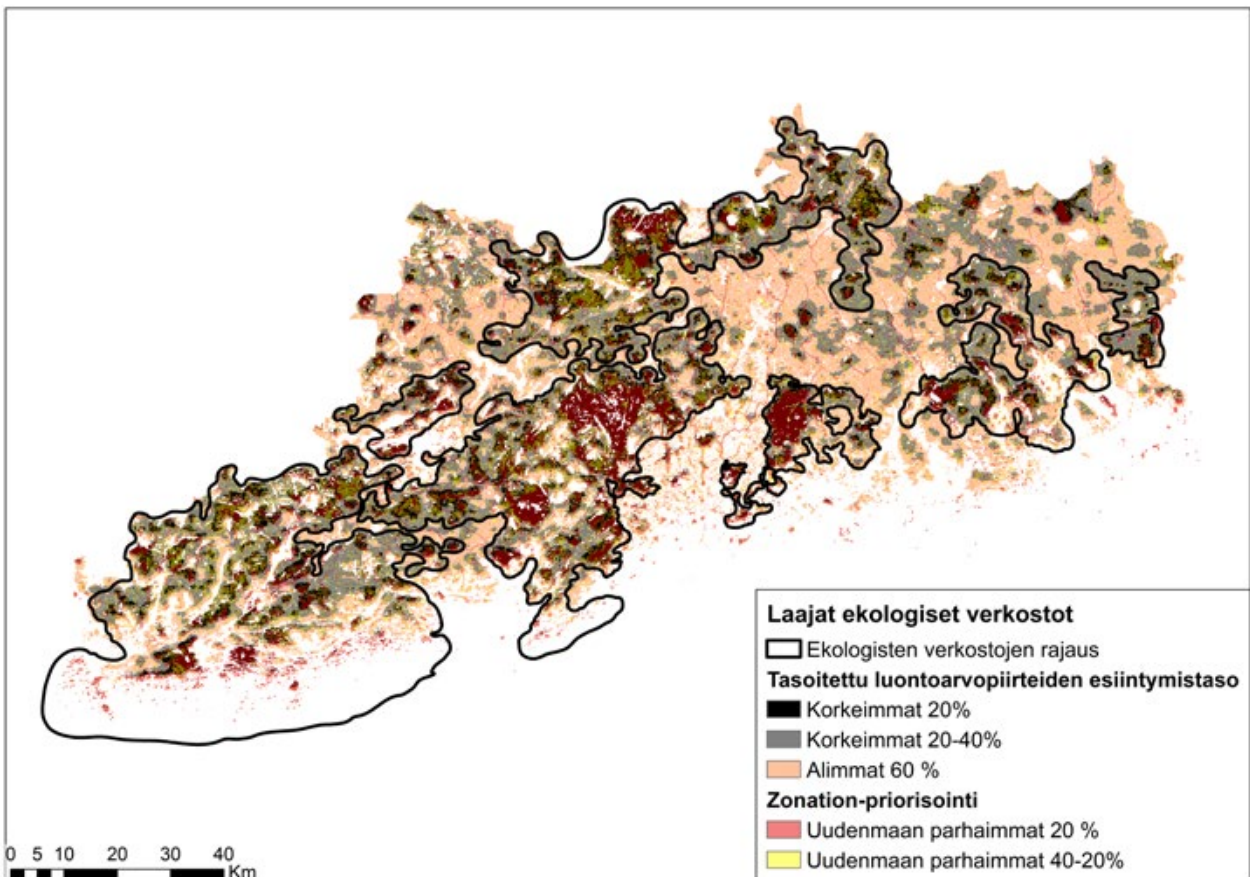 Laajat ekologiset verkostot
Ekologisten verkostojen rajaus
Tasoitettu luontoarvopiirteiden esiintymistaso
Korkeimmat 20%
Korkeimmat 20-40%
Alimmat 60 %
Zonation-priorisointi
Uudenmaan parhaimmat 20 %
Uudenmaan parhaimmat 40-20%
0 5 10 20 30 40
Km